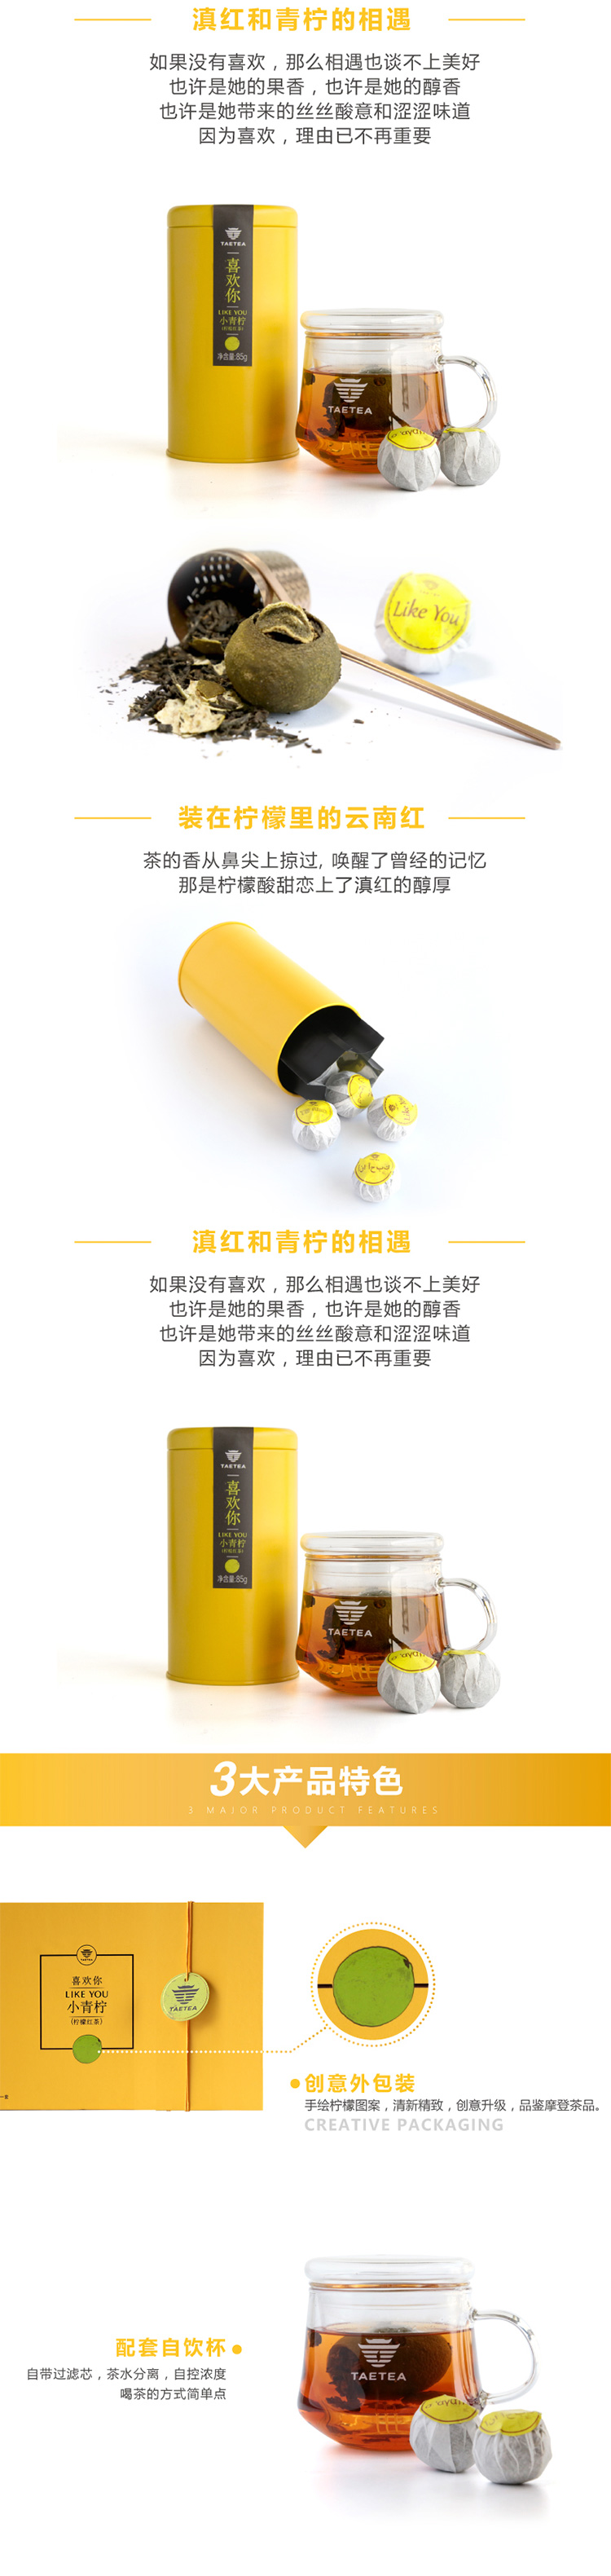 滇红和青柠的相遇
如果没有喜欢，那么相遇也谈不上美好
也许是她的果香，也许是她的醇香
也许是她带来的丝丝酸意和涩涩味道
因为喜欢，理由已不再重要
TAETEA
喜欢你
LIKE YOU
小青柠
(柠檬红茶)
净含量:85g
TAETEA
Like You
装在柠檬里的云南红
茶的香从鼻尖上掠过, 唤醒了曾经的记忆
那是柠檬酸甜恋上了滇红的醇厚
滇红和青柠的相遇
如果没有喜欢，那么相遇也谈不上美好
也许是她的果香，也许是她的醇香
也许是她带来的丝丝酸意和涩涩味道
因为喜欢，理由已不再重要
TAETEA
喜欢你
LIKE YOU
小青柠
(柠檬红茶)
净含量:85g
TAETEA
3大产品特色
3 MAJOR PRODUCT FEATURES
喜欢你
LIKE YOU
小青柠
(柠檬红茶)
TAETEA
创意外包装
手绘柠檬图案，清新精致，创意升级，品鉴摩登茶品。
CREATIVE PACKAGING
配套自饮杯
自带过滤芯，茶水分离，自控浓度
喝茶的方式简单点
TAETEA